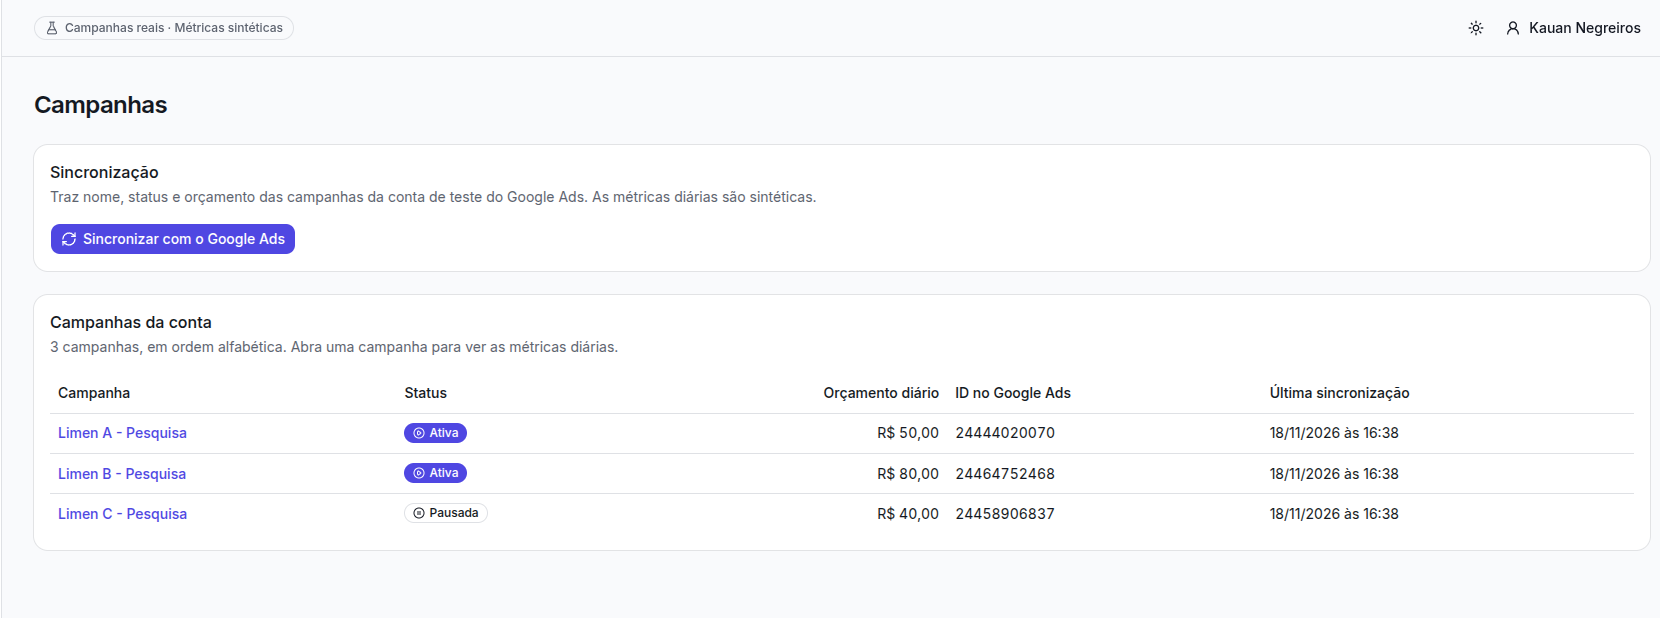 Campanhas reais · Métricas sintéticas
Kauan Negreiros
Campanhas
Sincronização
Traz nome, status e orçamento das campanhas da conta de teste do Google Ads. As métricas diárias são sintéticas.
Sincronizar com o Google Ads
Campanhas da conta
3 campanhas, em ordem alfabética. Abra uma campanha para ver as métricas diárias.
Campanha Status Orçamento diário ID no Google Ads Última sincronização
Limen A - Pesquisa Ativa R$ 50,00 24444020070 18/11/2026 às 16:38
Limen B - Pesquisa Ativa R$ 80,00 24464752468 18/11/2026 às 16:38
Limen C - Pesquisa Pausada R$ 40,00 24458906837 18/11/2026 às 16:38